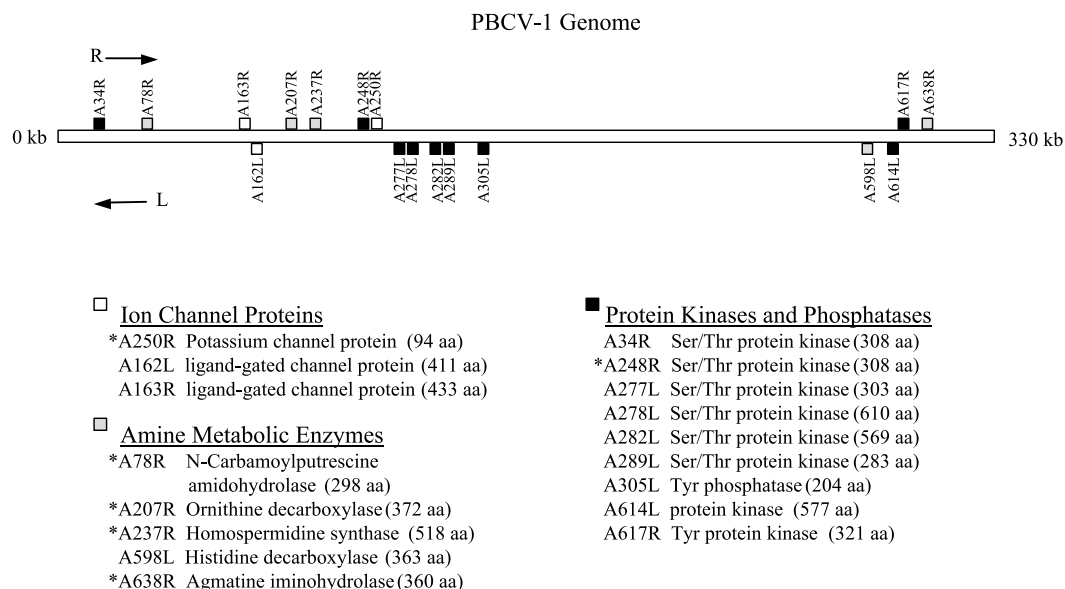 PBCV-1 Genome
R
A34R
A78R
A163R
A207R
A237R
A248R
A250R
A617R
A638R
0 kb
330 kb
A162L
A277L
A278L
A282L
A289L
A305L
A598L
A614L
L
Ion Channel Proteins
*A250R Potassium channel protein (94 aa)
A162L ligand-gated channel protein (411 aa)
A163R ligand-gated channel protein (433 aa)
Amine Metabolic Enzymes
*A78R N-Carbamoylputrescine
amidohydrolase (298 aa)
*A207R Ornithine decarboxylase (372 aa)
*A237R Homospermidine synthase (518 aa)
A598L Histidine decarboxylase (363 aa)
*A638R Agmatine iminohydrolase (360 aa)
Protein Kinases and Phosphatases
A34R Ser/Thr protein kinase (308 aa)
*A248R Ser/Thr protein kinase (308 aa)
A277L Ser/Thr protein kinase (303 aa)
A278L Ser/Thr protein kinase (610 aa)
A282L Ser/Thr protein kinase (569 aa)
A289L Ser/Thr protein kinase (283 aa)
A305L Tyr phosphatase (204 aa)
A614L protein kinase (577 aa)
A617R Tyr protein kinase (321 aa)